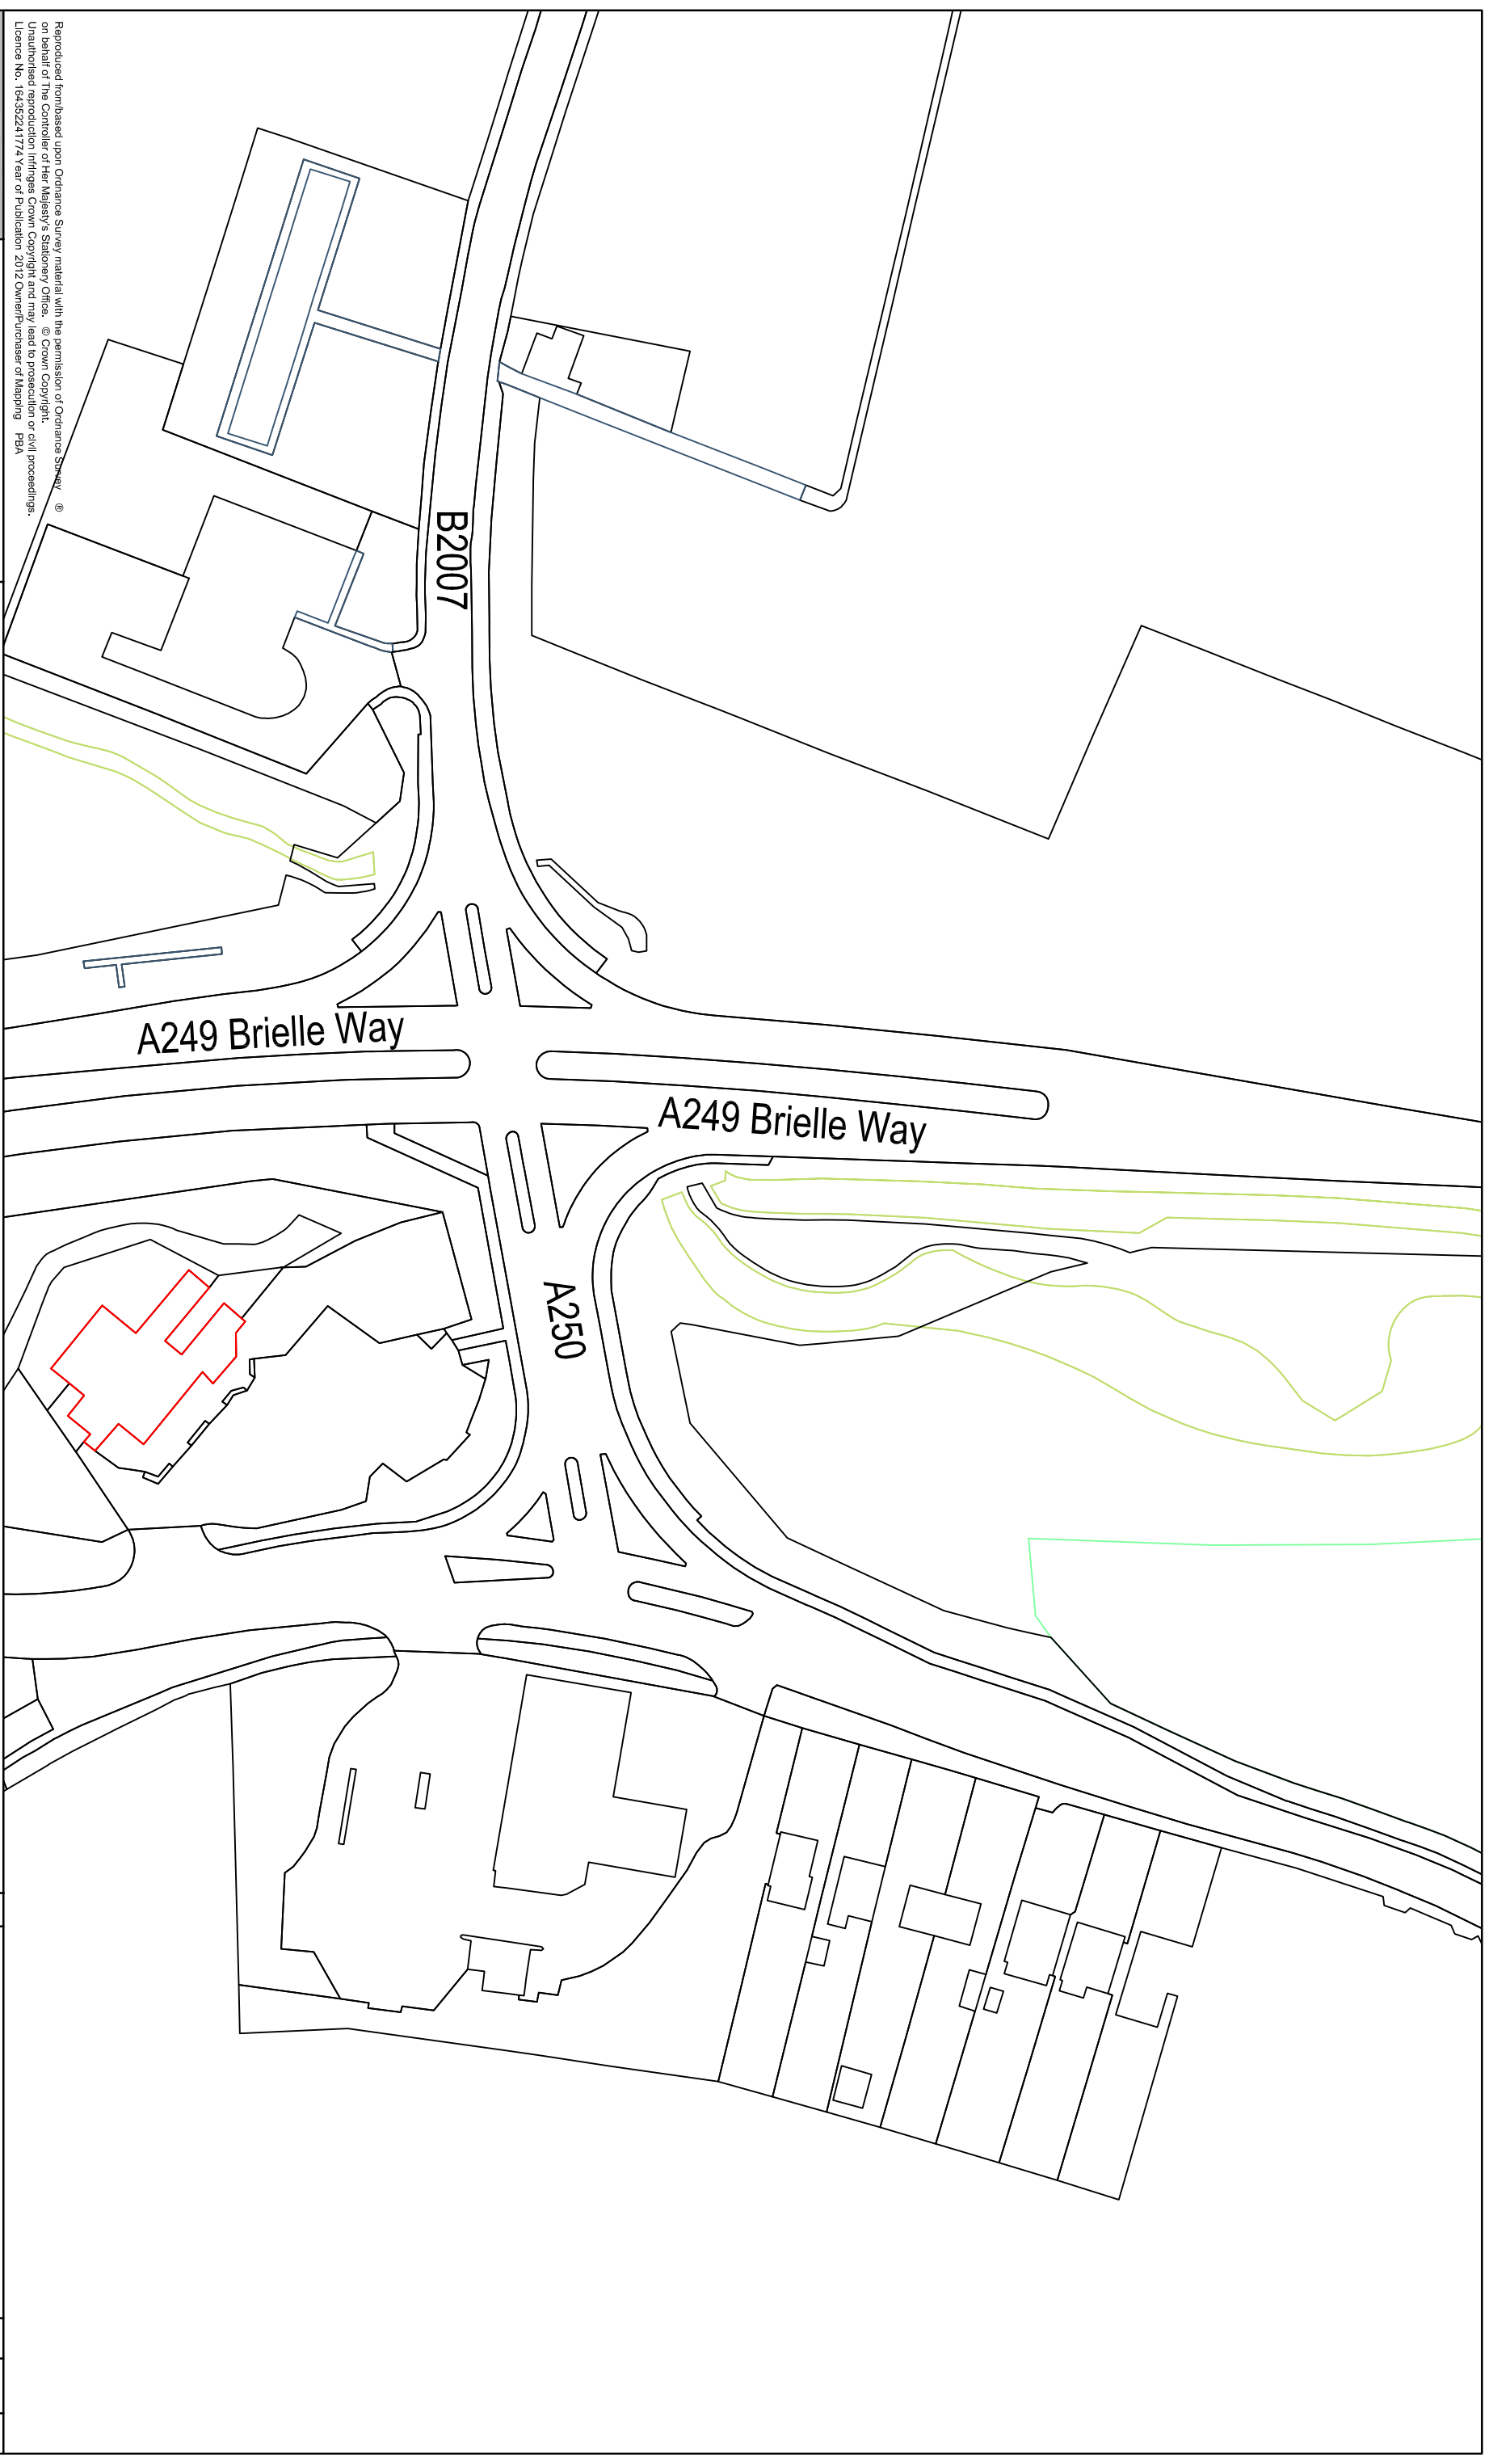 Reproduced from/based upon Ordnance Survey material with the permission of Ordnance Survey ®
on behalf of The Controller of Her Majesty's Stationery Office. © Crown Copyright.
Unauthorised reproduction infringes Crown Copyright and may lead to prosecution or civil proceedings.
Licence No. 164352241774 Year of Publication 2012 Owner/Purchaser of Mapping PBA
B2007
A249 Brielle Way
A249 Brielle Way
A250